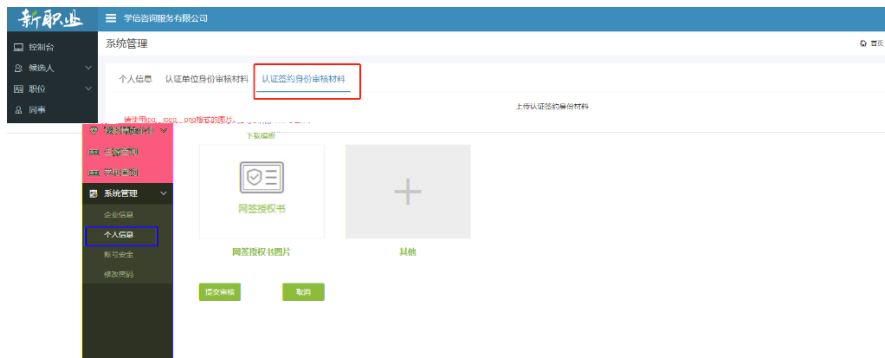 新职业
学信咨询服务有限公司
控制台
系统管理
首页
候选人
个人信息 认证单位身份审核材料 认证签约身份审核材料
职位
同事
上传认证签约身份材料
下载模板
系统管理
网签授权书
企业信息
个人信息
账号安全
网签授权书图片
其他
修改密码
提交审核
取消